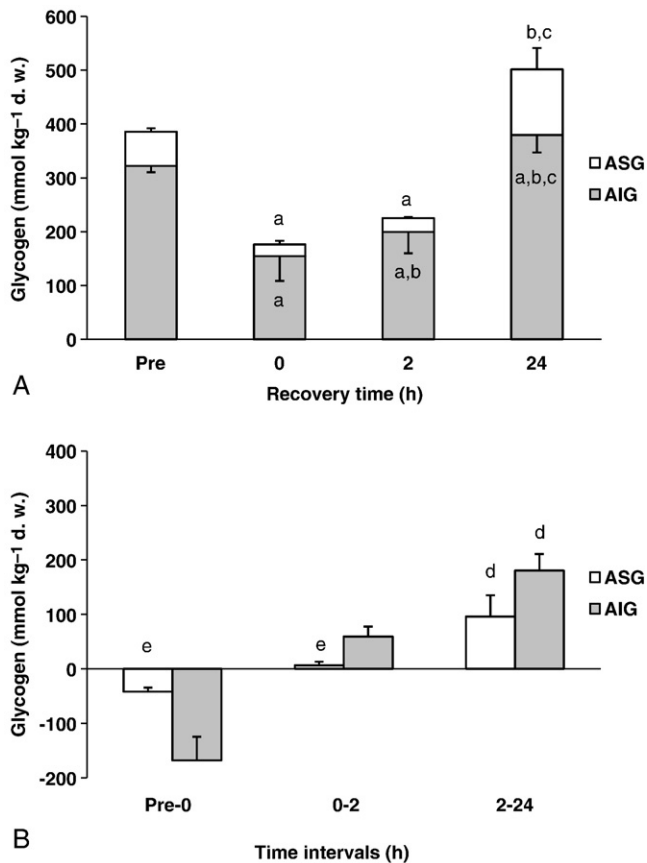 600
500
400
300
200
100
0
Glycogen (mmol kg⁻¹ d. w.)
b,c
a,b,c
a
a
a
a,b
ASG
AIG
Pre 0 2 24
Recovery time (h)
A
400
300
200
100
0
-100
-200
Glycogen (mmol kg⁻¹ d. w.)
e
e
d
d
ASG
AIG
Pre-0 0-2 2-24
Time intervals (h)
B